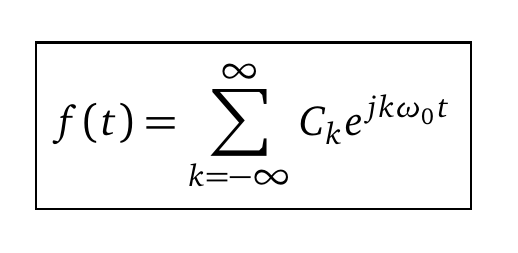 f(t) = ∑_{k=−∞}^{∞} C_k e^{jkω_0 t}